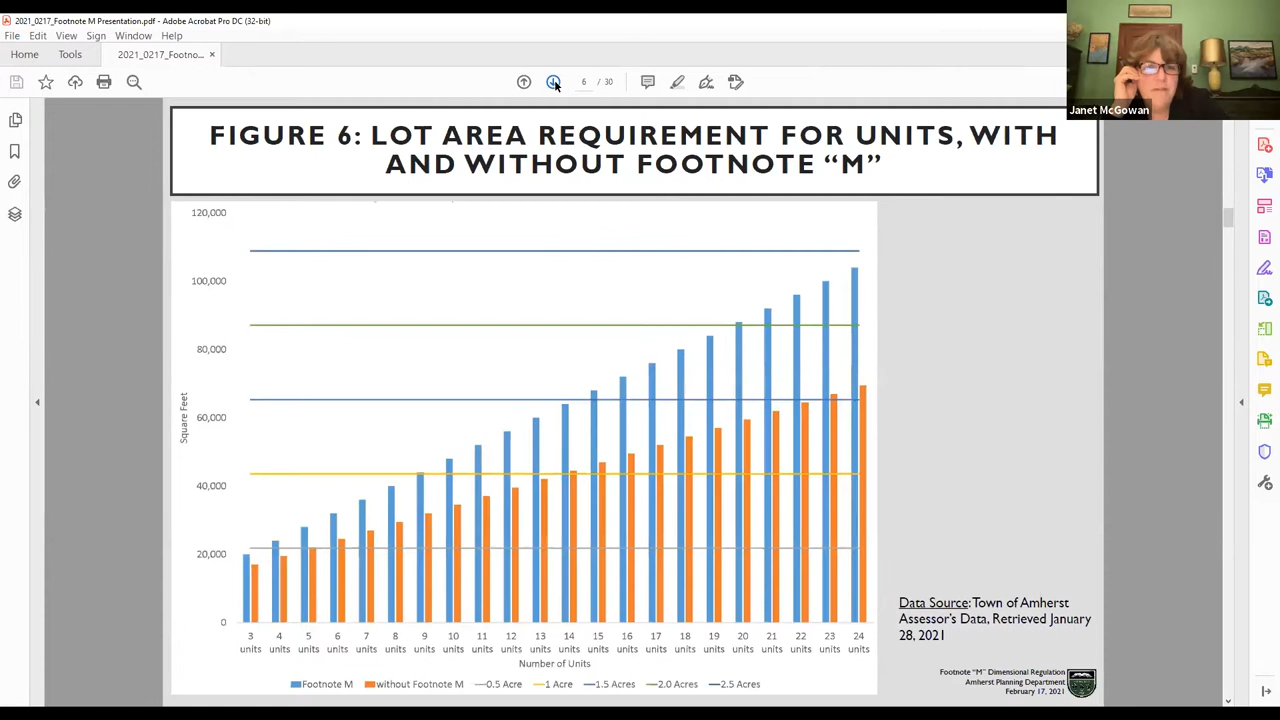 2021_0217_Footnote M Presentation.pdf - Adobe Acrobat Pro DC (32-bit)
File Edit View Sign Window Help
Home Tools 2021_0217_Footno... ×
6 / 30
Janet McGowan
FIGURE 6: LOT AREA REQUIREMENT FOR UNITS, WITH
AND WITHOUT FOOTNOTE “M”
120,000
100,000
80,000
60,000
40,000
20,000
0
Square Feet
3 4 5 6 7 8 9 10 11 12 13 14 15 16 17 18 19 20 21 22 23 24
units units units units units units units units units units units units units units units units units units units units units units
Number of Units
Footnote M without Footnote M 0.5 Acre 1 Acre 1.5 Acres 2.0 Acres 2.5 Acres
Data Source: Town of Amherst
Assessor's Data, Retrieved January
28, 2021
Footnote “M” Dimensional Regulation
Amherst Planning Department
February 17, 2021